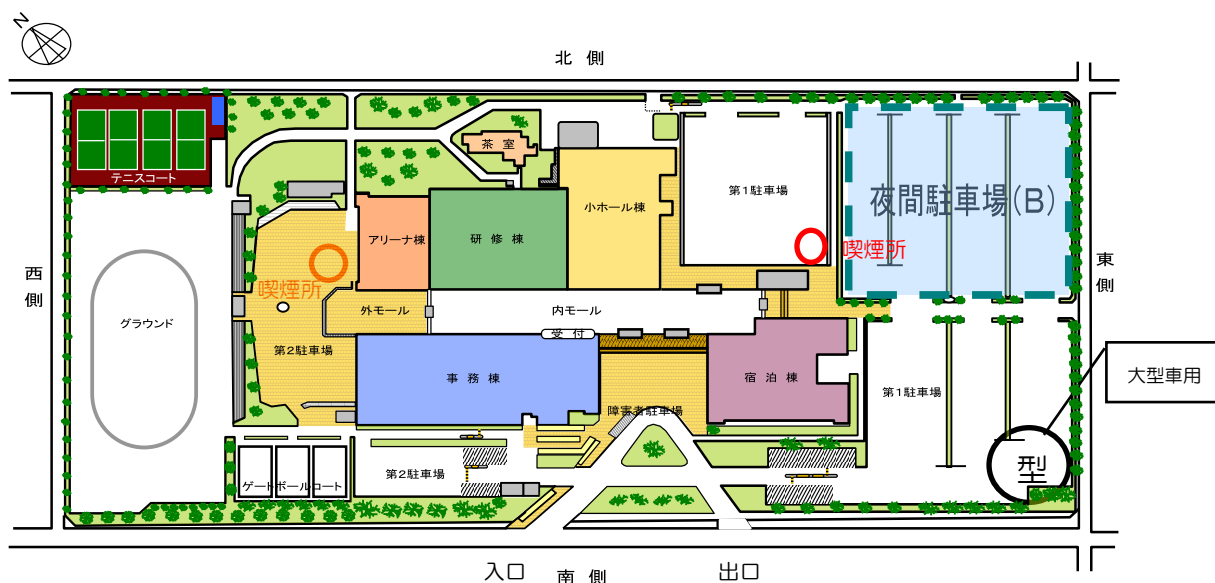 N
北 側
テニスコート
茶 室
小ホール棟
第1駐車場
夜間駐車場(B)
アリーナ棟
研 修 棟
喫煙所
喫煙所
西
側
東
側
グラウンド
外モール
内モール
受 付
第2駐車場
事 務 棟
宿 泊 棟
第1駐車場
大型車用
障害者駐車場
型
第2駐車場
ゲートボールコート
入口
南 側
出口